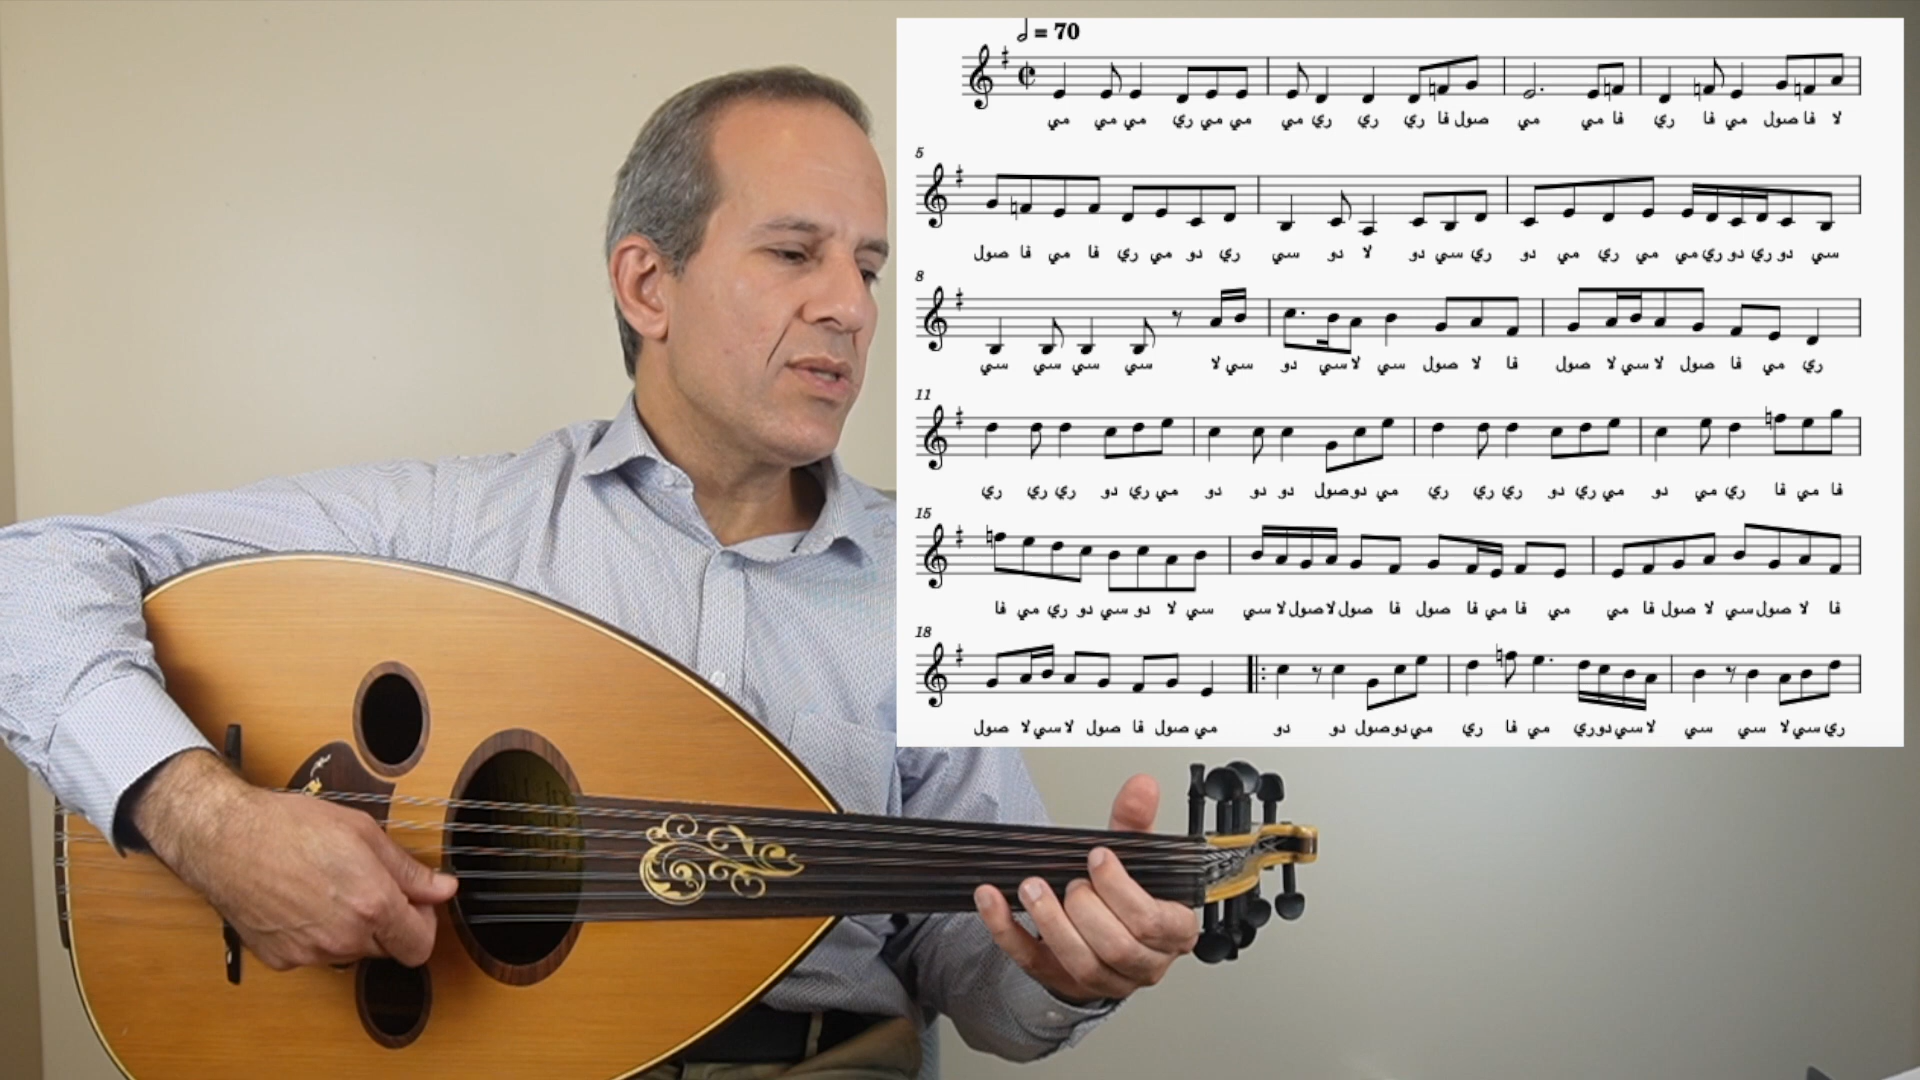 = 70
مي مي مي ري مي مي مي ري ري ري فا صول مي مي فا ري فا مي صول فا لا
5
صول فا مي فا ري مي دو ري سي دو لا دو سي ري دو مي ري مي مي ري دو ري دو سي
8
سي سي سي سي لا سي دو سي لا سي صول لا فا صول لا سي لا صول فا مي ري
11
ري ري ري دو ري مي دو دو دو صول دو مي ري ري ري دو ري مي دو مي ري فا مي فا
15
فا مي ري دو سي دو لا سي سي لا صول لا صول فا صول فا مي فا مي مي فا صول لا سي صول لا فا
18
صول لا سي لا صول فا صول مي دو دو صول دو مي ري فا مي ري دو سي لا سي سي لا سي ري